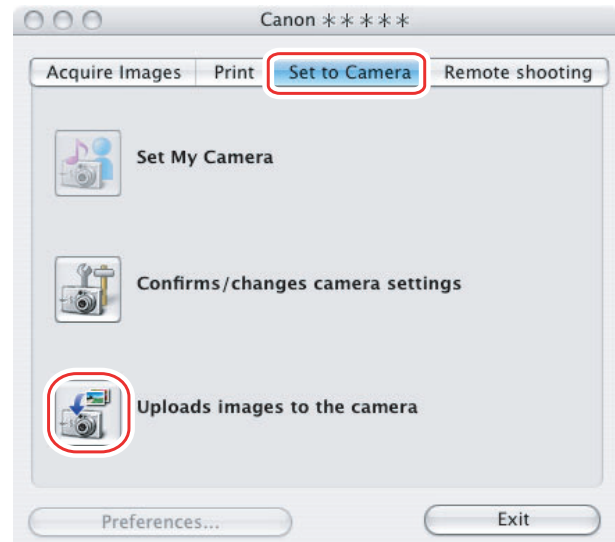 Canon ＊＊＊＊＊
Acquire Images Print Set to Camera Remote shooting
Set My Camera
Confirms/changes camera settings
Uploads images to the camera
Preferences... Exit